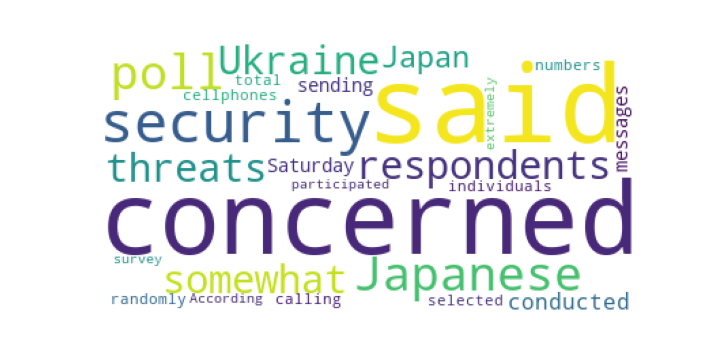 poll Ukraine Japan said numbers
total sending
cellphones extremely messages
security
threats Saturday respondents
participated individuals
concerned
survey somewhat Japanese
randomly According calling selected conducted